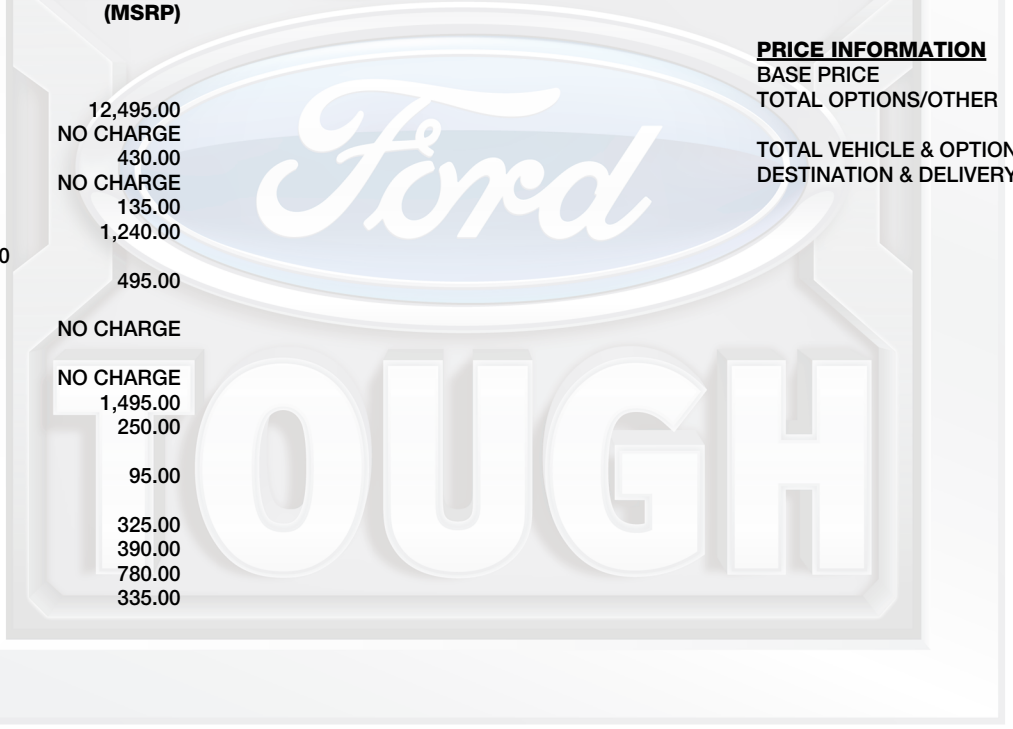 (MSRP)
12,495.00
NO CHARGE
430.00
NO CHARGE
135.00
1,240.00
0
495.00
NO CHARGE
NO CHARGE
1,495.00
250.00
95.00
325.00
390.00
780.00
335.00
PRICE INFORMATION
BASE PRICE
TOTAL OPTIONS/OTHER
TOTAL VEHICLE & OPTION
DESTINATION & DELIVERY
Ford
TOUGH